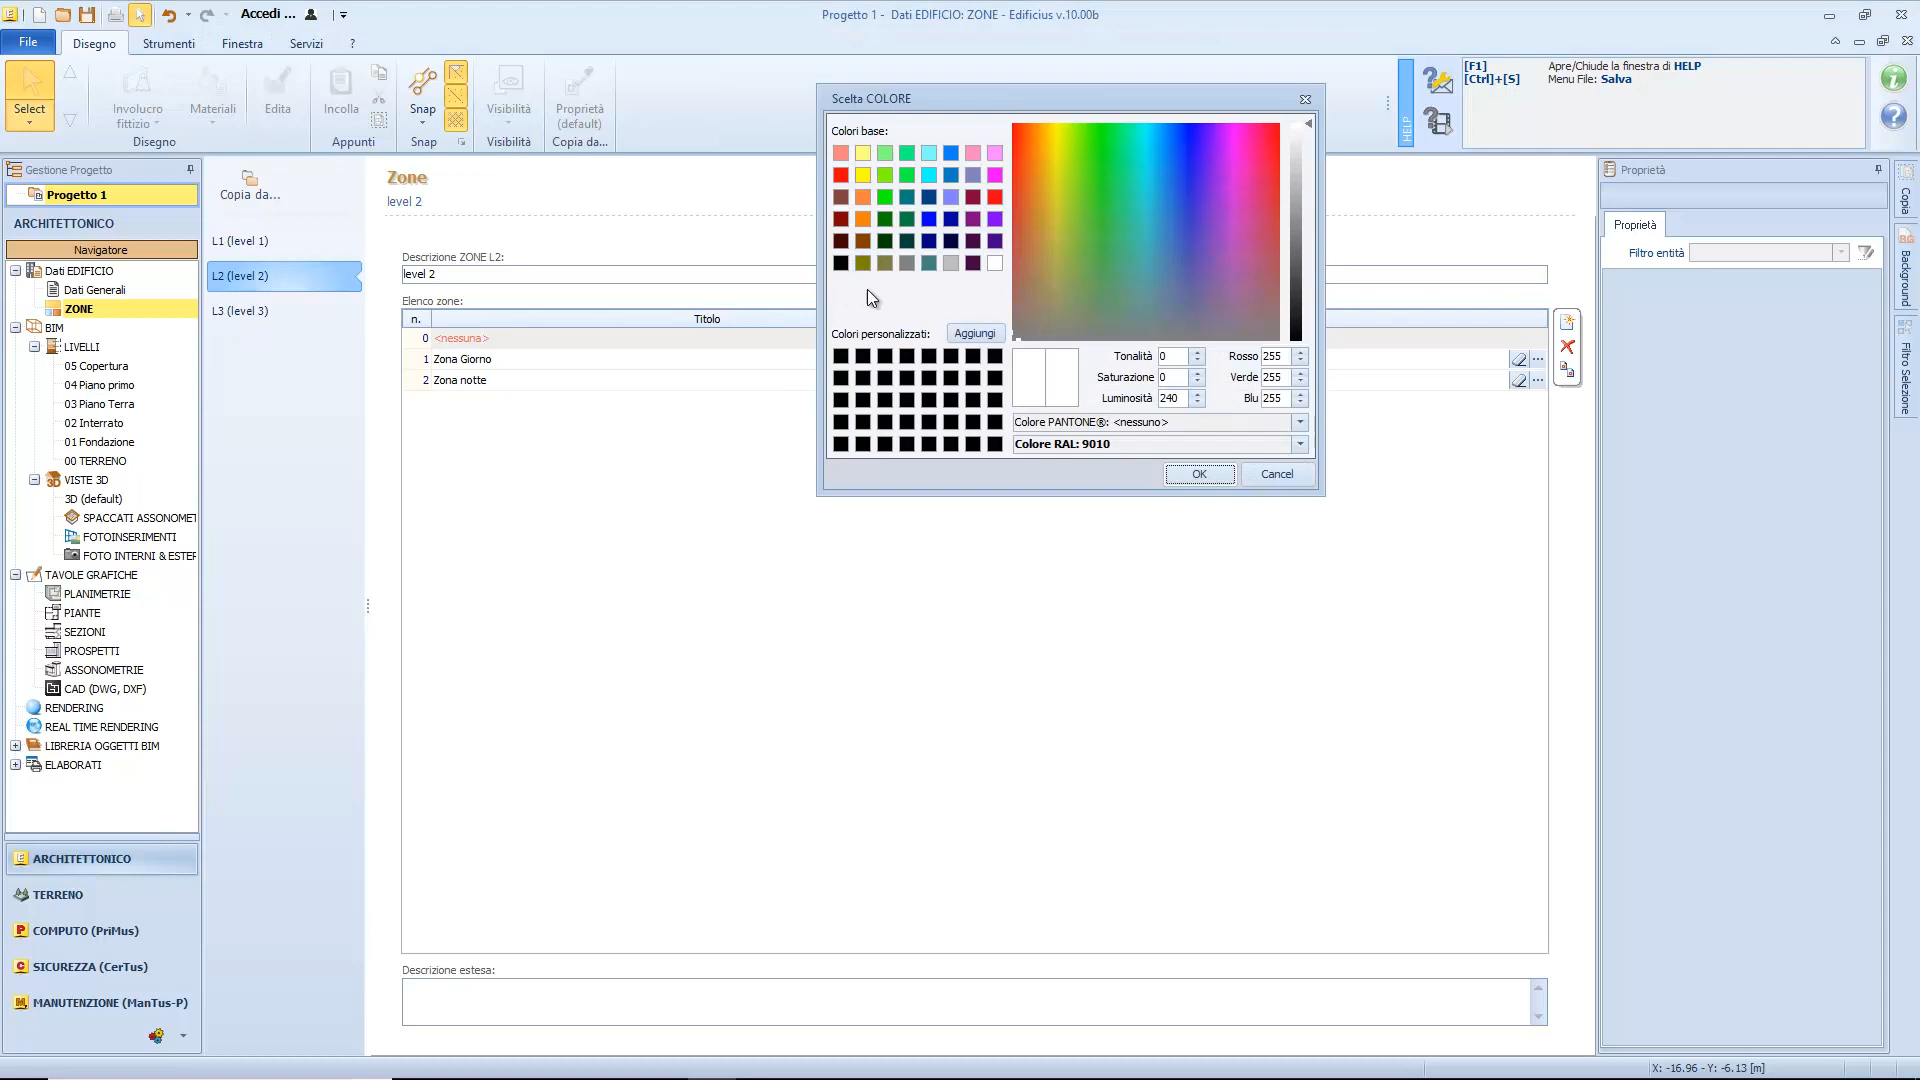 Accedi ...
Progetto 1 - Dati EDIFICIO: ZONE - Edificius v.10.00b
File
Disegno
Strumenti
Finestra
Servizi
?
Select
Involucro fittizio
Materiali
Edita
Incolla
Snap
Visibilità
Proprietà (default)
Disegno
Appunti
Snap
Visibilità
Copia da...
HELP
[F1] Apre/Chiude la finestra di HELP
[Ctrl]+[S] Menu File: Salva
Gestione Progetto
Progetto 1
ARCHITETTONICO
Navigatore
Dati EDIFICIO
Dati Generali
ZONE
BIM
LIVELLI
05 Copertura
04 Piano primo
03 Piano Terra
02 Interrato
01 Fondazione
00 TERRENO
VISTE 3D
3D (default)
SPACCATI ASSONOMET
FOTOINSERIMENTI
FOTO INTERNI & ESTER
TAVOLE GRAFICHE
PLANIMETRIE
PIANTE
SEZIONI
PROSPETTI
ASSONOMETRIE
CAD (DWG, DXF)
RENDERING
REAL TIME RENDERING
LIBRERIA OGGETTI BIM
ELABORATI
ARCHITETTONICO
TERRENO
COMPUTO (PriMus)
SICUREZZA (CerTus)
MANUTENZIONE (ManTus-P)
Copia da...
L1 (level 1)
L2 (level 2)
L3 (level 3)
Zone
level 2
Descrizione ZONE L2:
level 2
Elenco zone:
n. Titolo
0 <nessuna>
1 Zona Giorno
2 Zona notte
Descrizione estesa:
Scelta COLORE
Colori base:
Colori personalizzati:
Aggiungi
Tonalità 0 Rosso 255
Saturazione 0 Verde 255
Luminosità 240 Blu 255
Colore PANTONE®: <nessuno>
Colore RAL: 9010
OK
Cancel
Proprietà
Proprietà
Filtro entità
Copia
Background
Filtro Selezione
X: -16.96 - Y: -6.13 [m]